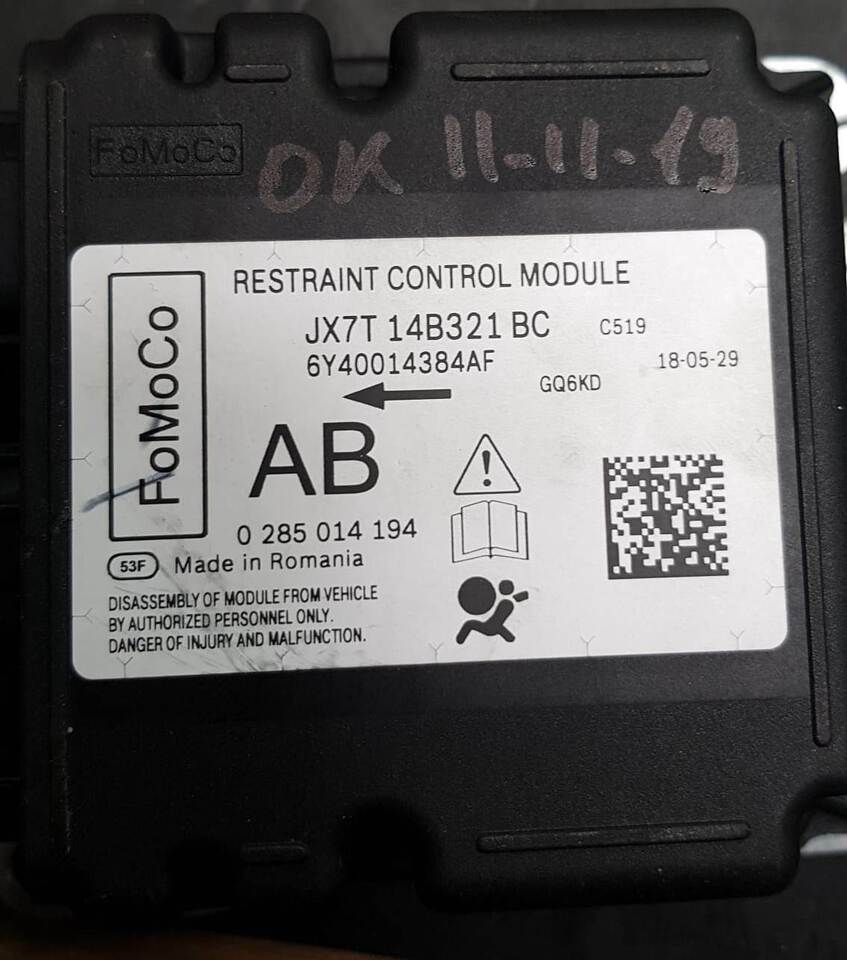 FoMoCo
OK 11-11-19
RESTRAINT CONTROL MODULE
FoMoCo
JX7T 14B321 BC C519
6Y40014384AF 18-05-29
GQ6KD
AB
0 285 014 194
53F Made in Romania
DISASSEMBLY OF MODULE FROM VEHICLE
BY AUTHORIZED PERSONNEL ONLY.
DANGER OF INJURY AND MALFUNCTION.